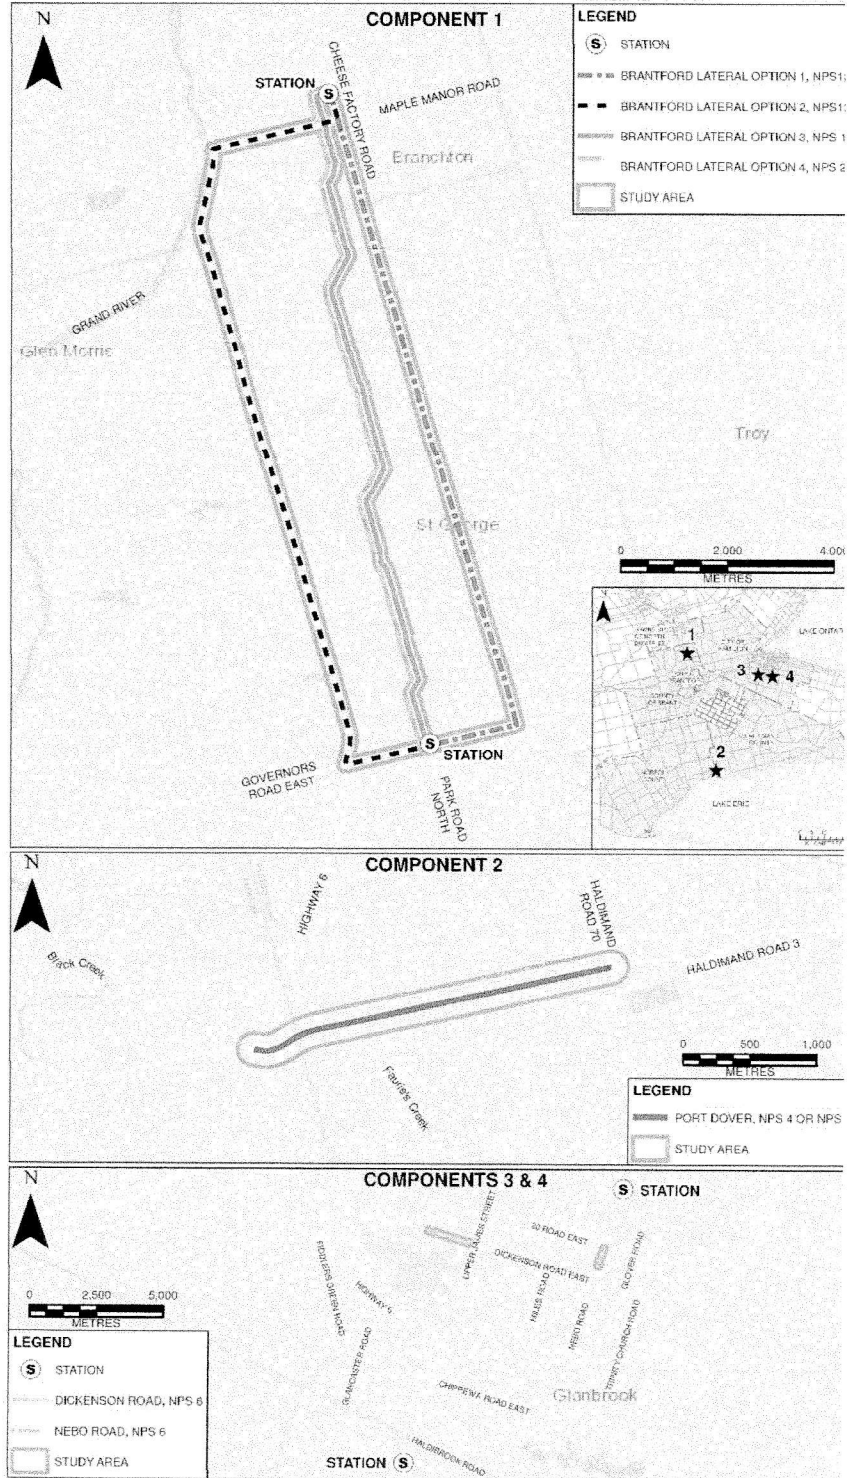 COMPONENT 1
N
STATION
S
CHEESE FACTORY ROAD
MAPLE MANOR ROAD
Branchton
GRAND RIVER
Glen Morris
Troy
St George
S
STATION
GOVERNORS
ROAD EAST
PARK ROAD
NORTH
LEGEND
S STATION
BRANTFORD LATERAL OPTION 1, NPS1
BRANTFORD LATERAL OPTION 2, NPS1
BRANTFORD LATERAL OPTION 3, NPS 1
BRANTFORD LATERAL OPTION 4, NPS 2
STUDY AREA
0 2,000 4,000
METRES
LAKE ONTAR
1
3 4
2
LAKE ERIE
COMPONENT 2
N
HIGHWAY 6
HALDIMAND
ROAD 70
HALDIMAND ROAD 3
Black Creek
Faurie's Creek
0 500 1,000
METRES
LEGEND
PORT DOVER, NPS 4 OR NPS
STUDY AREA
COMPONENTS 3 & 4
N
S STATION
UPPER JAMES STREET
20 ROAD EAST
DICKENSON ROAD EAST
GLOVER ROAD
FIDDLERS GREEN ROAD
HIGHWAY 6
MILES ROAD
NEBO ROAD
TRINITY CHURCH ROAD
GLANCASTER ROAD
CHIPPEWA ROAD EAST
Glanbrook
HALDIBROOK ROAD
STATION S
0 2,500 5,000
METRES
LEGEND
S STATION
DICKENSON ROAD, NPS 6
NEBO ROAD, NPS 6
STUDY AREA